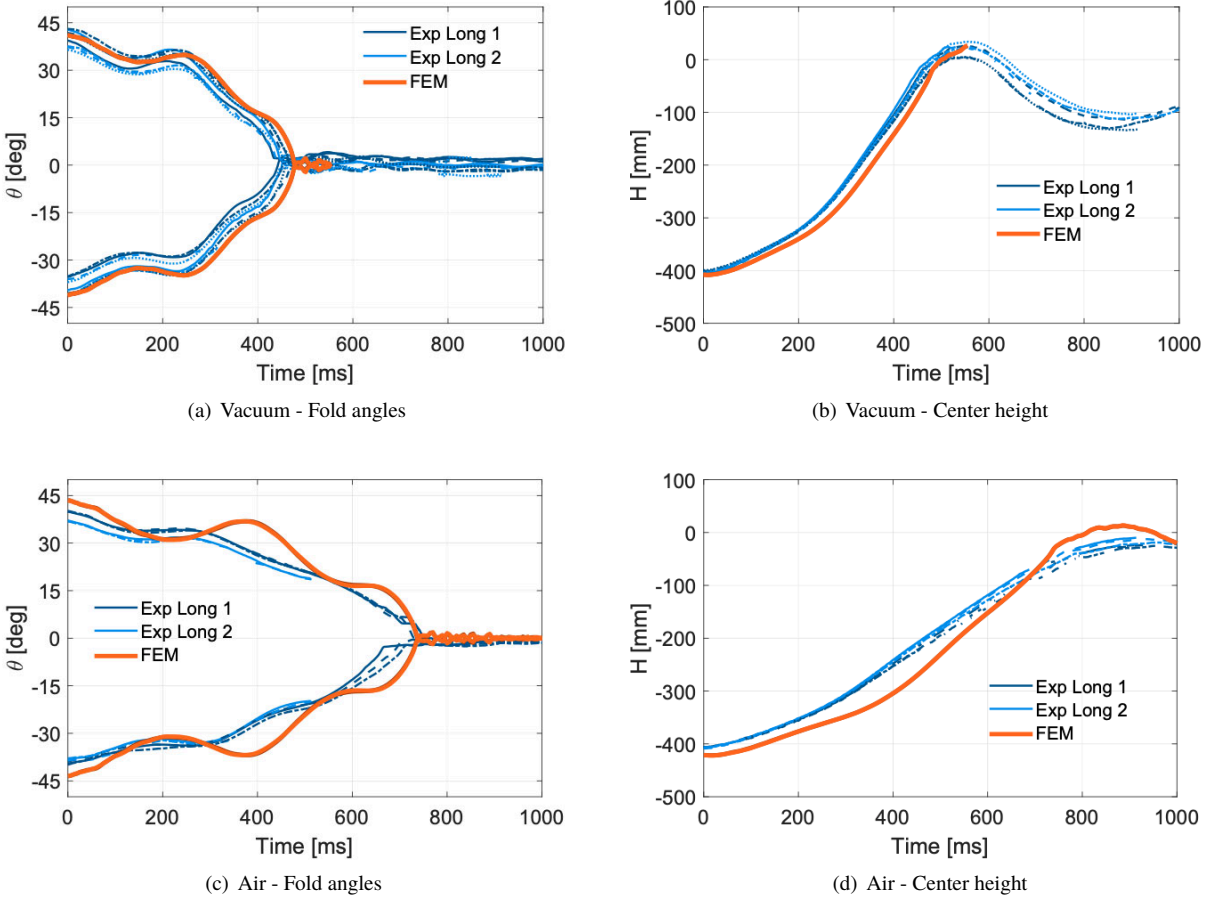 45
30
15
0
-15
-30
-45
θ [deg]
Exp Long 1
Exp Long 2
FEM
0 200 400 600 800 1000
Time [ms]
(a) Vacuum - Fold angles
100
0
-100
-200
-300
-400
-500
H [mm]
Exp Long 1
Exp Long 2
FEM
0 200 400 600 800 1000
Time [ms]
(b) Vacuum - Center height
45
30
15
0
-15
-30
-45
θ [deg]
Exp Long 1
Exp Long 2
FEM
0 200 400 600 800 1000
Time [ms]
(c) Air - Fold angles
100
0
-100
-200
-300
-400
-500
H [mm]
Exp Long 1
Exp Long 2
FEM
0 200 400 600 800 1000
Time [ms]
(d) Air - Center height